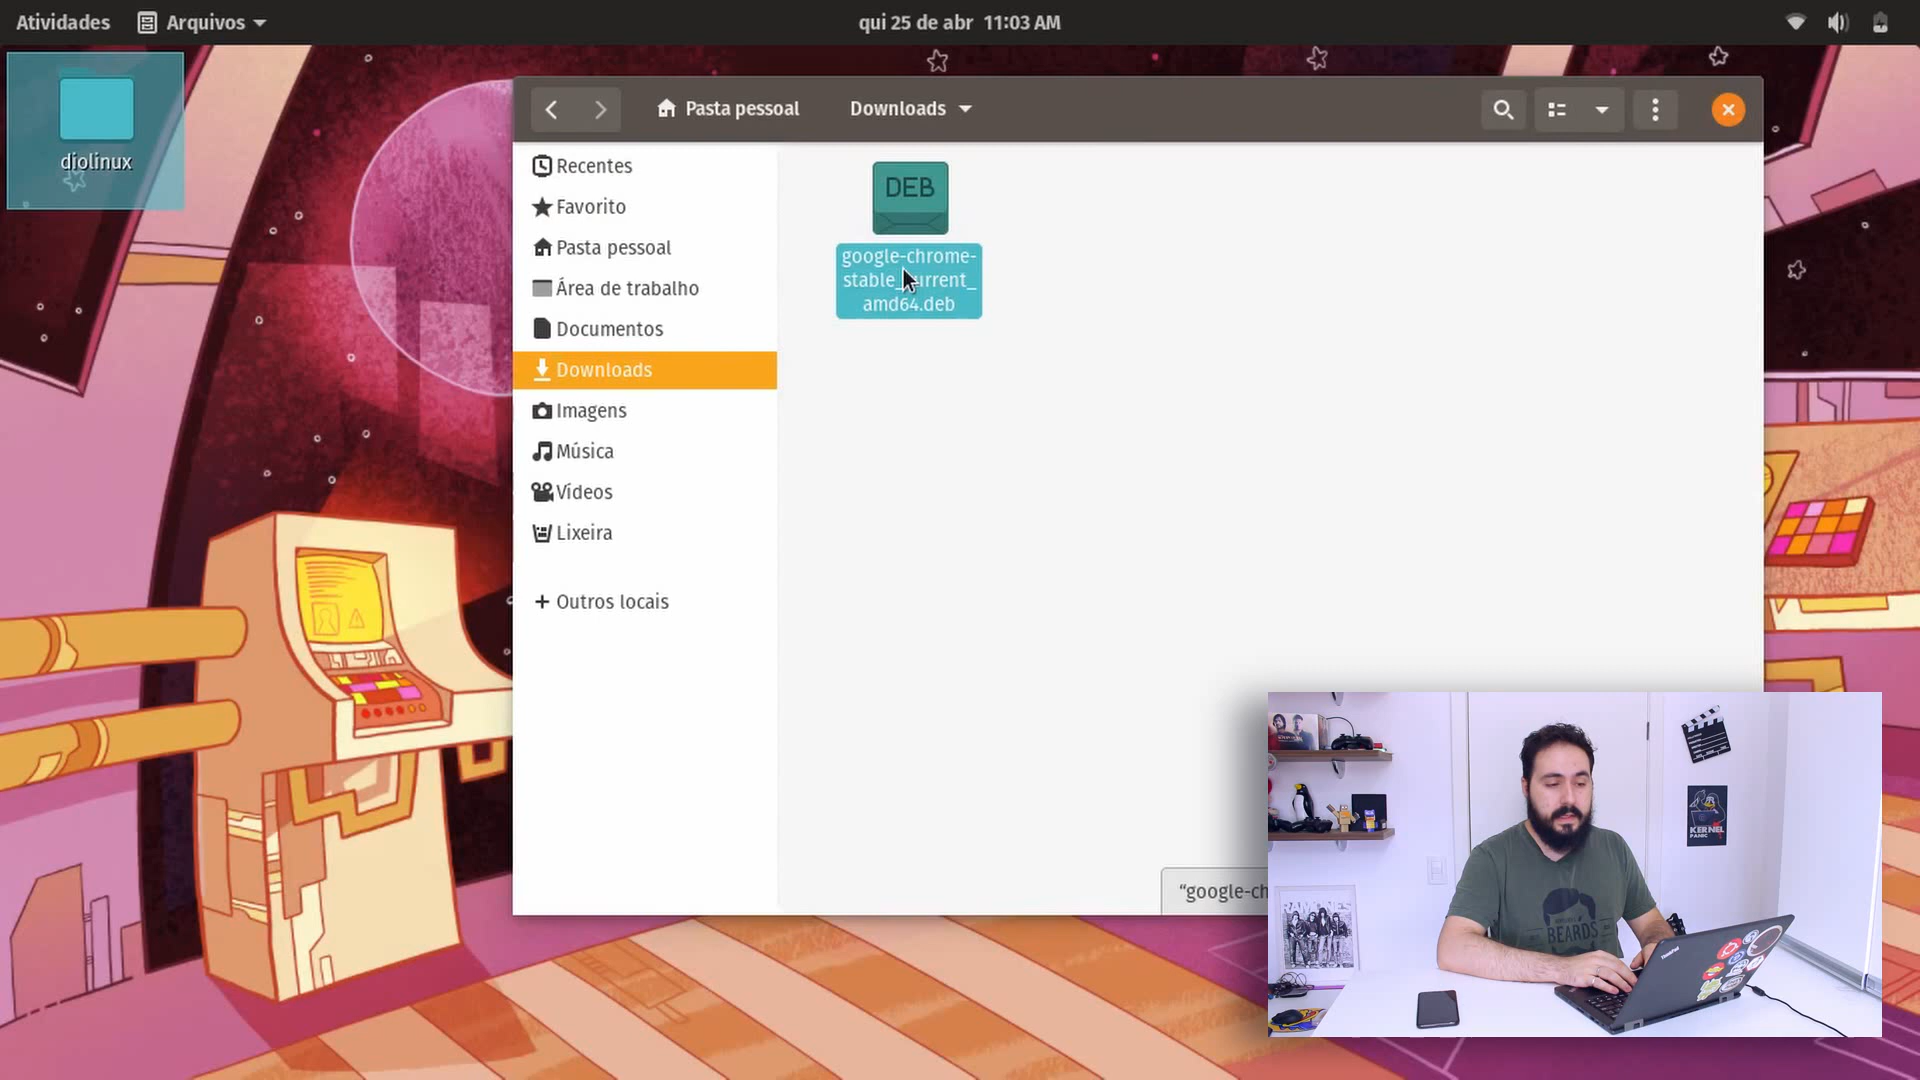 Atividades
Arquivos
qui 25 de abr 11:03 AM
diolinux
Pasta pessoal
Downloads
Recentes
Favorito
Pasta pessoal
Área de trabalho
Documentos
Downloads
Imagens
Música
Vídeos
Lixeira
Outros locais
DEB
google-chrome-
stable_current_
amd64.deb
“google-ch
KERNEL
PANIC
BEARDS
ThinkPad